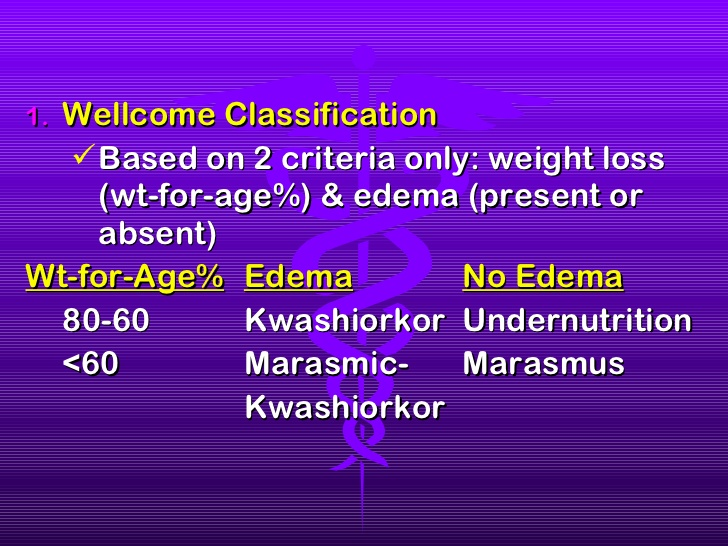 1. Wellcome Classification
✓Based on 2 criteria only: weight loss
(wt-for-age%) & edema (present or
absent)
Wt-for-Age% Edema No Edema
80-60 Kwashiorkor Undernutrition
<60 Marasmic- Marasmus
Kwashiorkor